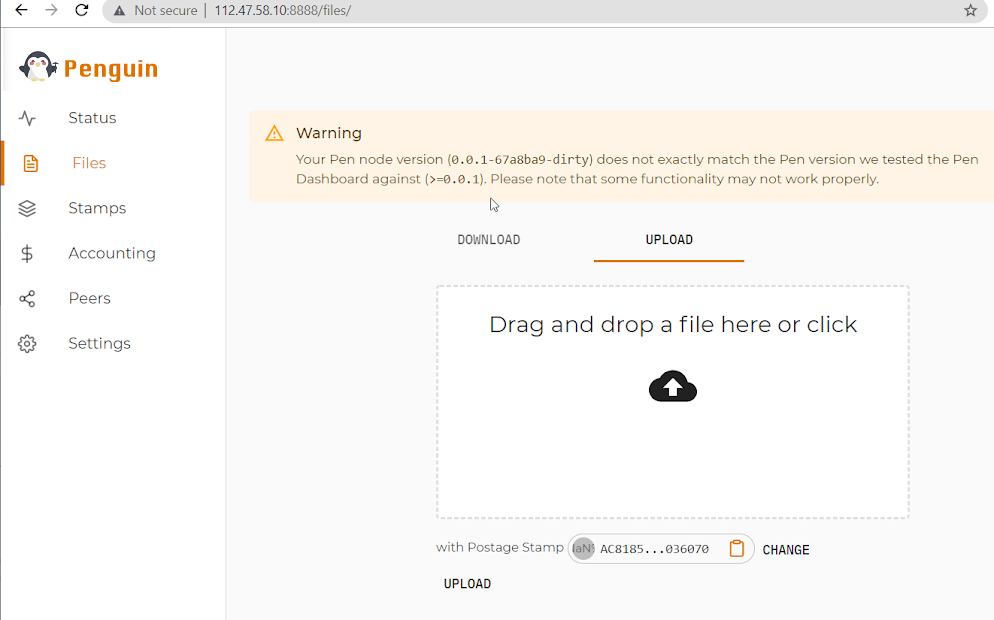 Not secure | 112.47.58.10:8888/files/
Penguin
Status
Files
Stamps
Accounting
Peers
Settings
Warning
Your Pen node version (0.0.1-67a8ba9-dirty) does not exactly match the Pen version we tested the Pen
Dashboard against (>=0.0.1). Please note that some functionality may not work properly.
DOWNLOAD UPLOAD
Drag and drop a file here or click
with Postage Stamp AC8185...036070 CHANGE
UPLOAD